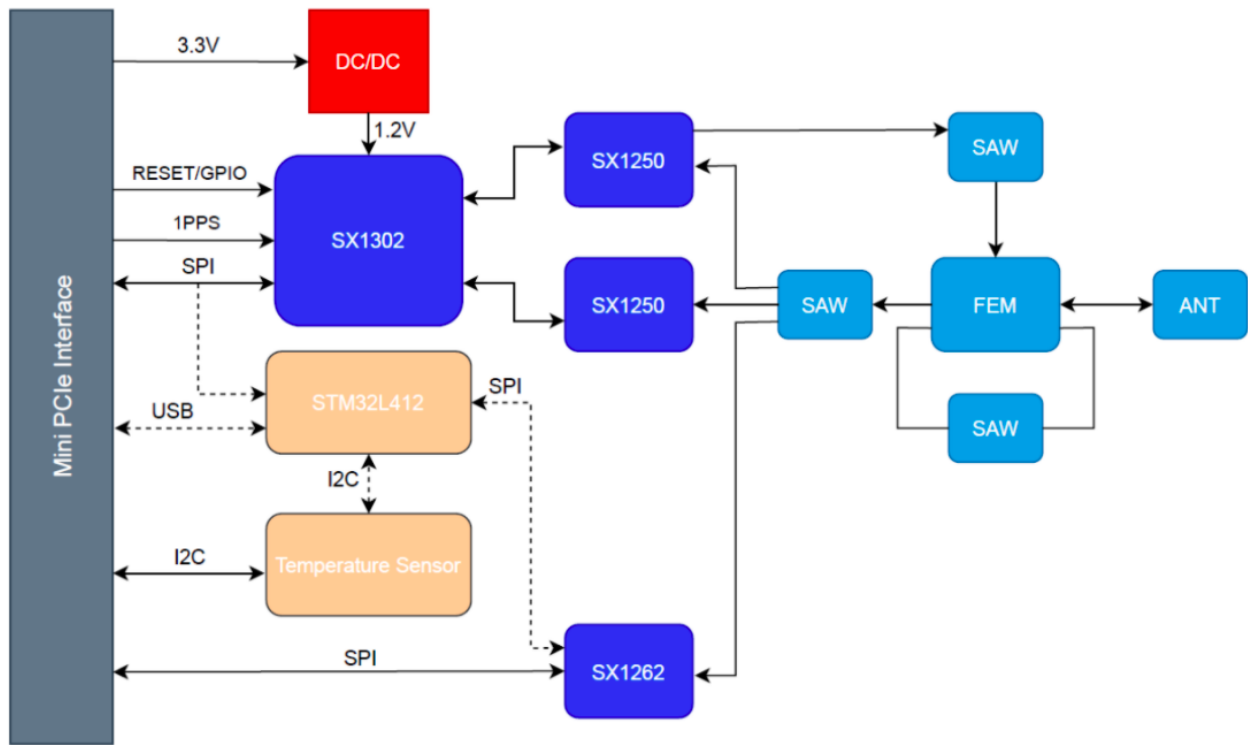 3.3V
DC/DC
1.2V
SX1250
SAW
RESET/GPIO
SX1302
1PPS
SPI
SX1250
SAW
FEM
ANT
Mini PCIe Interface
STM32L412
SPI
USB
SAW
I2C
I2C
Temperature Sensor
SPI
SX1262